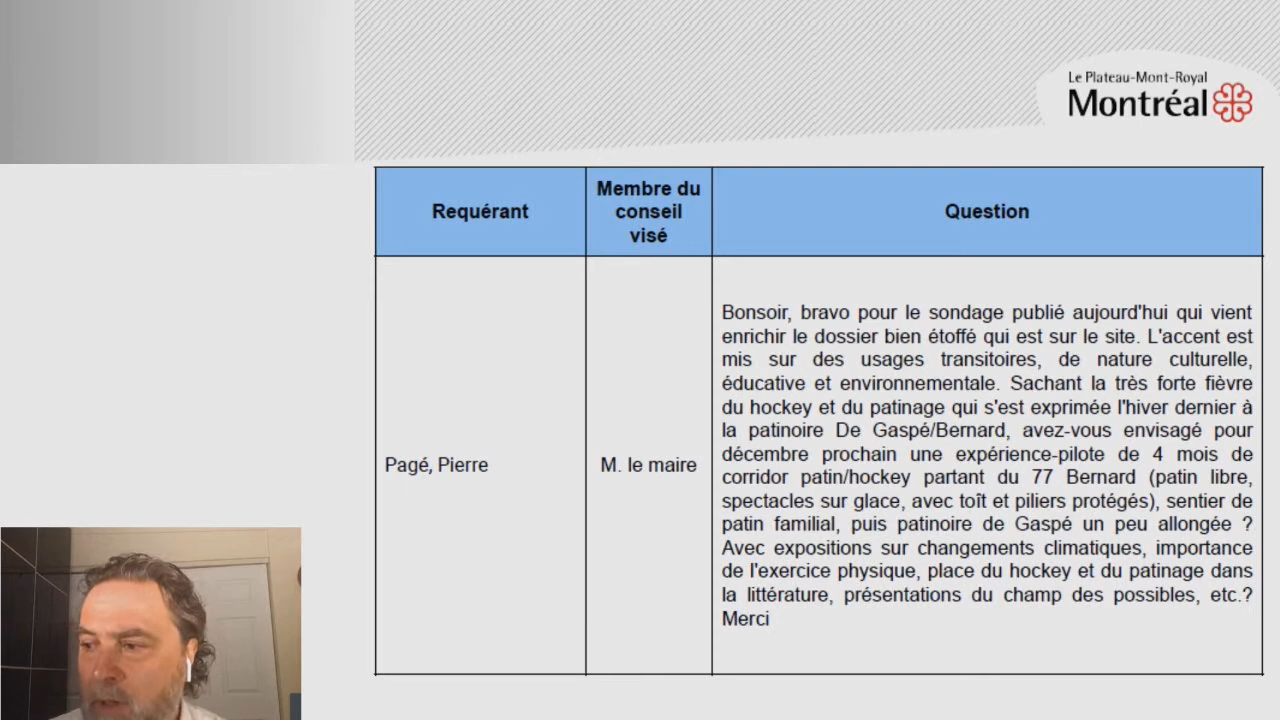 Le Plateau-Mont-Royal
Montréal
Requérant
Membre du
conseil
visé
Question
Pagé, Pierre
M. le maire
Bonsoir, bravo pour le sondage publié aujourd'hui qui vient
enrichir le dossier bien étoffé qui est sur le site. L'accent est
mis sur des usages transitoires, de nature culturelle,
éducative et environnementale. Sachant la très forte fièvre
du hockey et du patinage qui s'est exprimée l'hiver dernier à
la patinoire De Gaspé/Bernard, avez-vous envisagé pour
décembre prochain une expérience-pilote de 4 mois de
corridor patin/hockey partant du 77 Bernard (patin libre,
spectacles sur glace, avec toît et piliers protégés), sentier de
patin familial, puis patinoire de Gaspé un peu allongée ?
Avec expositions sur changements climatiques, importance
de l'exercice physique, place du hockey et du patinage dans
la littérature, présentations du champ des possibles, etc.?
Merci